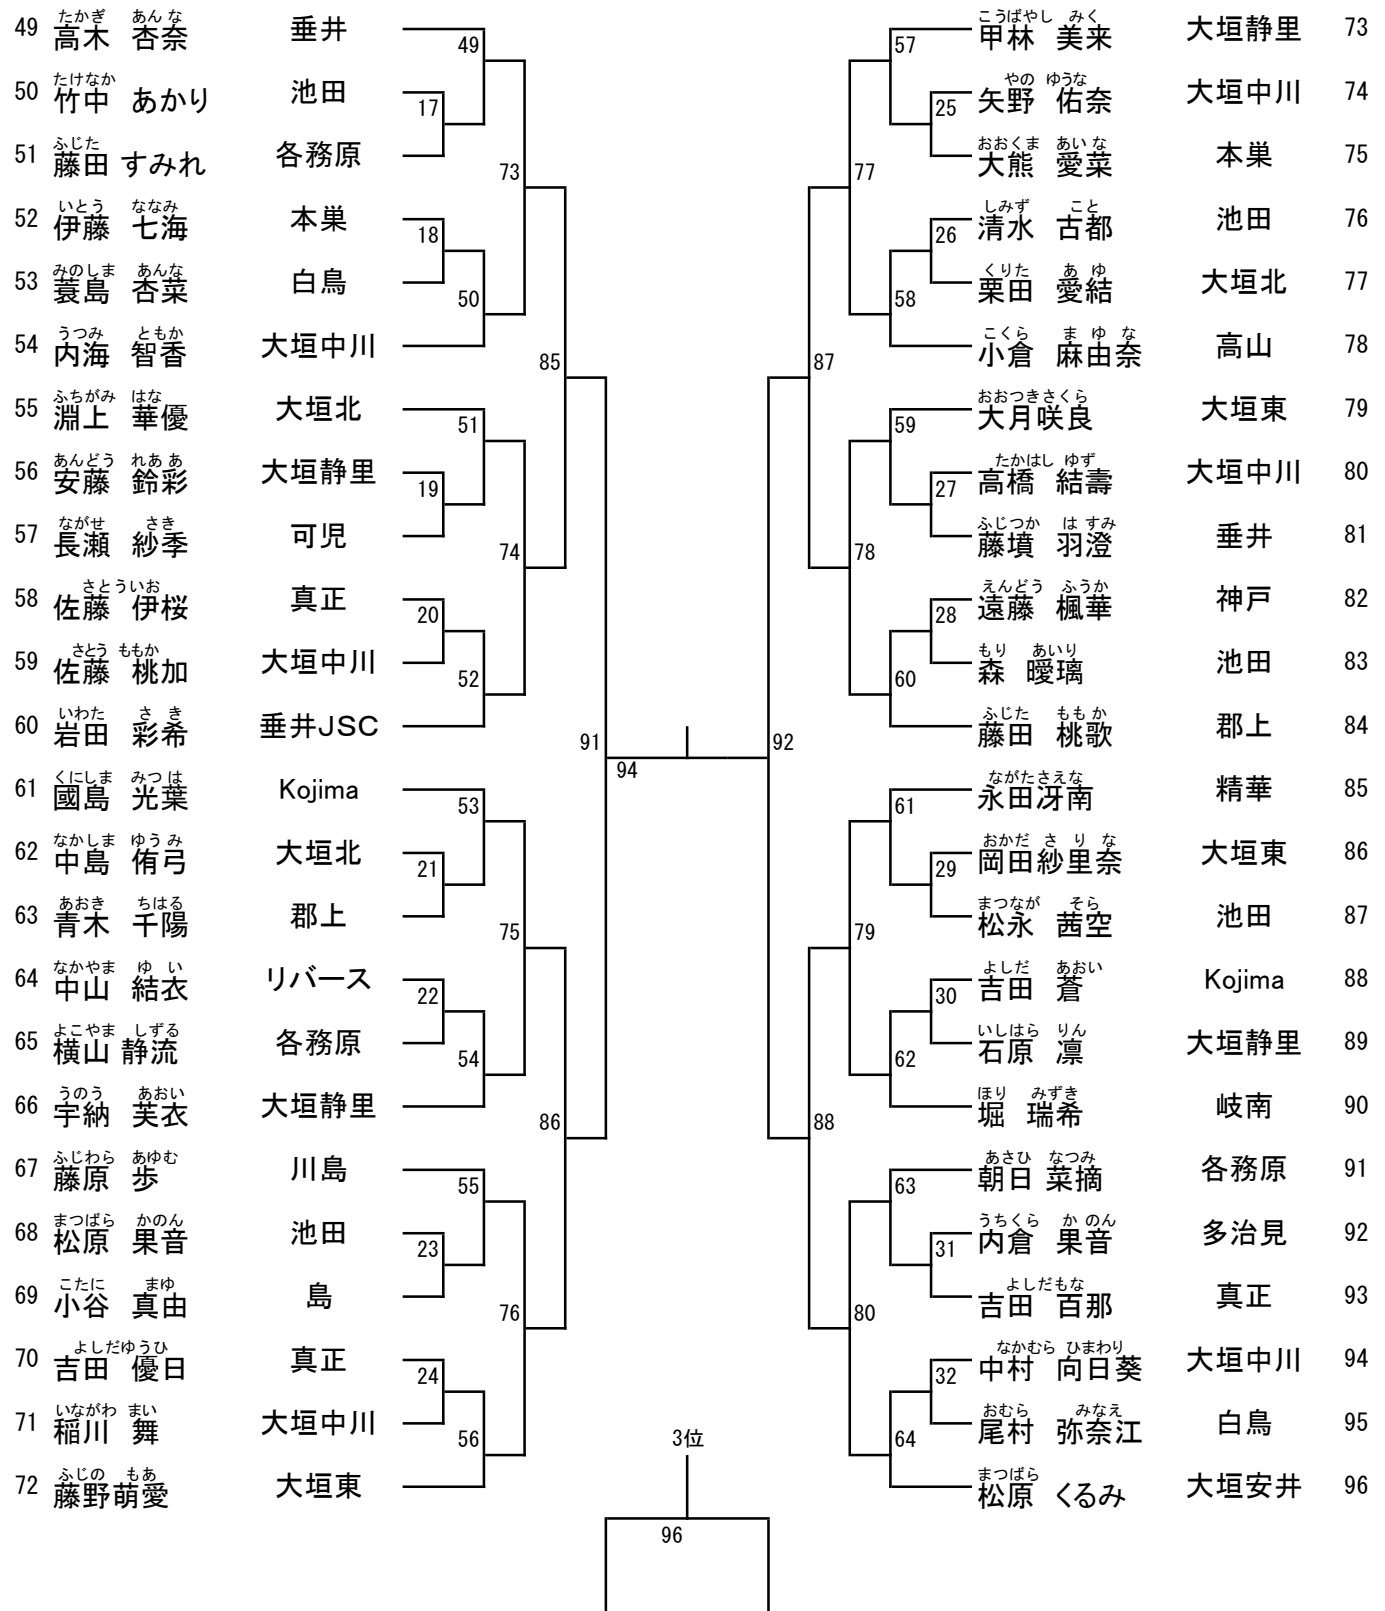 たかぎ あんな
49 高木 杏奈 垂井
たけなか
50 竹中 あかり 池田
ふじた
51 藤田 すみれ 各務原
いとう ななみ
52 伊藤 七海 本巣
みのしま あんな
53 蓑島 杏菜 白鳥
うつみ ともか
54 内海 智香 大垣中川
ふちがみ はな
55 淵上 華優 大垣北
あんどう れああ
56 安藤 鈴彩 大垣静里
ながせ さき
57 長瀬 紗季 可児
さとういお
58 佐藤 伊桜 真正
さとう ももか
59 佐藤 桃加 大垣中川
いわた さき
60 岩田 彩希 垂井JSC
くにしま みつは
61 國島 光葉 Kojima
なかしま ゆうみ
62 中島 侑弓 大垣北
あおき ちはる
63 青木 千陽 郡上
なかやま ゆい
64 中山 結衣 リバース
よこやま しずる
65 横山 静流 各務原
うのう あおい
66 宇納 芙衣 大垣静里
ふじわら あゆむ
67 藤原 歩 川島
まつばら かのん
68 松原 果音 池田
こたに まゆ
69 小谷 真由 島
よしだゆうひ
70 吉田 優日 真正
いながわ まい
71 稲川 舞 大垣中川
ふじの もあ
72 藤野萌愛 大垣東
49
17
73
18
50
85
51
19
74
20
52
91
53
21
75
22
54
86
55
23
76
24
56
94
92
3位
96
57
25
77
26
58
87
59
27
78
28
60
61
29
79
30
62
88
63
31
80
32
64
こうばやし みく
甲林 美来 大垣静里 73
やの ゆうな
矢野 佑奈 大垣中川 74
おおくま あいな
大熊 愛菜 本巣 75
しみず こと
清水 古都 池田 76
くりた あゆ
栗田 愛結 大垣北 77
こくら まゆな
小倉 麻由奈 高山 78
おおつきさくら
大月咲良 大垣東 79
たかはし ゆず
高橋 結壽 大垣中川 80
ふじつか はすみ
藤墳 羽澄 垂井 81
えんどう ふうか
遠藤 楓華 神戸 82
もり あいり
森 曖璃 池田 83
ふじた ももか
藤田 桃歌 郡上 84
ながたさえな
永田冴南 精華 85
おかだ さりな
岡田紗里奈 大垣東 86
まつなが そら
松永 茜空 池田 87
よしだ あおい
吉田 蒼 Kojima 88
いしはら りん
石原 凛 大垣静里 89
ほり みずき
堀 瑞希 岐南 90
あさひ なつみ
朝日 菜摘 各務原 91
うちくら かのん
内倉 果音 多治見 92
よしだもな
吉田 百那 真正 93
なかむら ひまわり
中村 向日葵 大垣中川 94
おむら みなえ
尾村 弥奈江 白鳥 95
まつばら
松原 くるみ 大垣安井 96